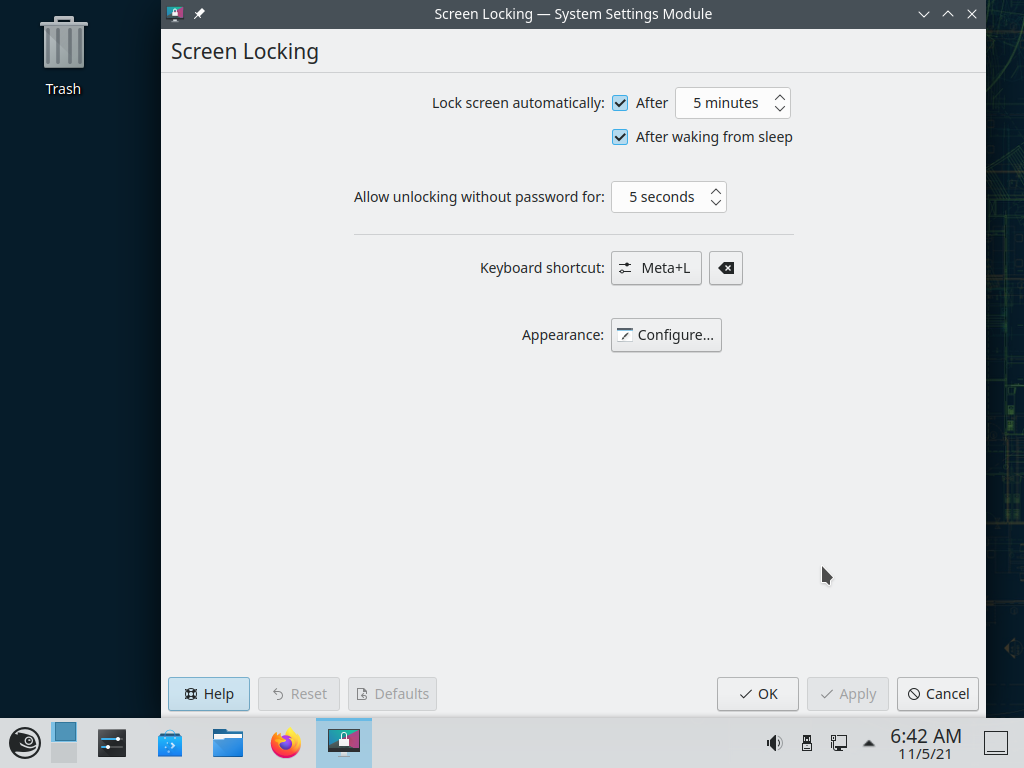 Screen Locking — System Settings Module
Trash
Screen Locking
Lock screen automatically: After 5 minutes
After waking from sleep
Allow unlocking without password for: 5 seconds
Keyboard shortcut: Meta+L
Appearance: Configure...
Help Reset Defaults OK Apply Cancel
6:42 AM
11/5/21